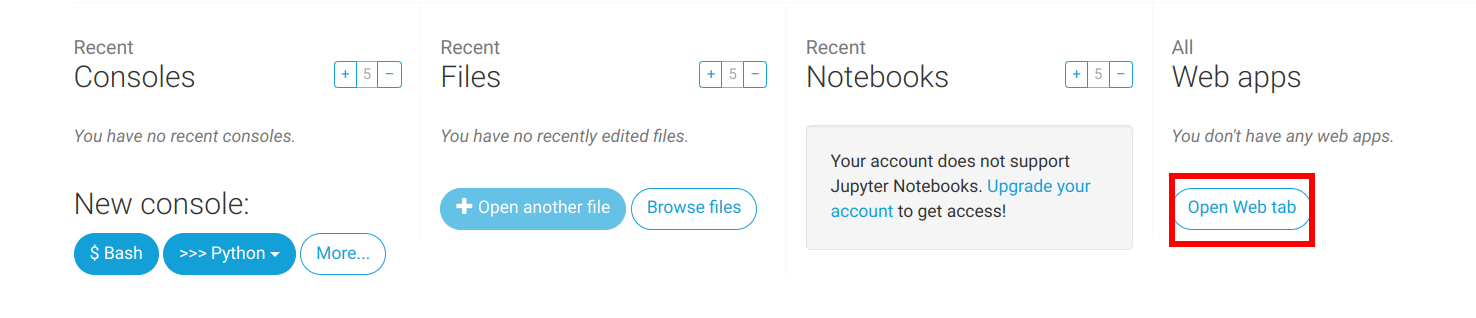 Recent
Consoles
+ 5 −
You have no recent consoles.
New console:
$ Bash
>>> Python
More...
Recent
Files
+ 5 −
You have no recently edited files.
Open another file
Browse files
Recent
Notebooks
+ 5 −
Your account does not support
Jupyter Notebooks. Upgrade your
account to get access!
All
Web apps
You don't have any web apps.
Open Web tab